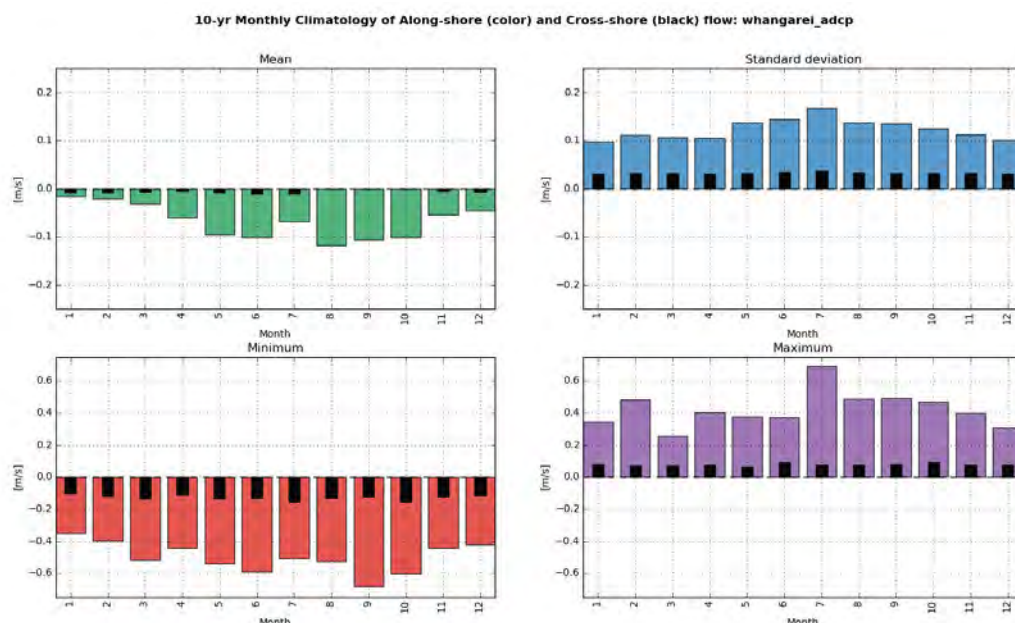 10-yr Monthly Climatology of Along-shore (color) and Cross-shore (black) flow: whangarei_adcp
Mean
0.2
0.1
0.0
−0.1
−0.2
[m/s]
1 2 3 4 5 6 7 8 9 10 11 12
Month
Standard deviation
0.2
0.1
0.0
−0.1
−0.2
[m/s]
1 2 3 4 5 6 7 8 9 10 11 12
Month
Minimum
0.6
0.4
0.2
0.0
−0.2
−0.4
−0.6
[m/s]
1 2 3 4 5 6 7 8 9 10 11 12
Month
Maximum
0.6
0.4
0.2
0.0
−0.2
−0.4
−0.6
[m/s]
1 2 3 4 5 6 7 8 9 10 11 12
Month